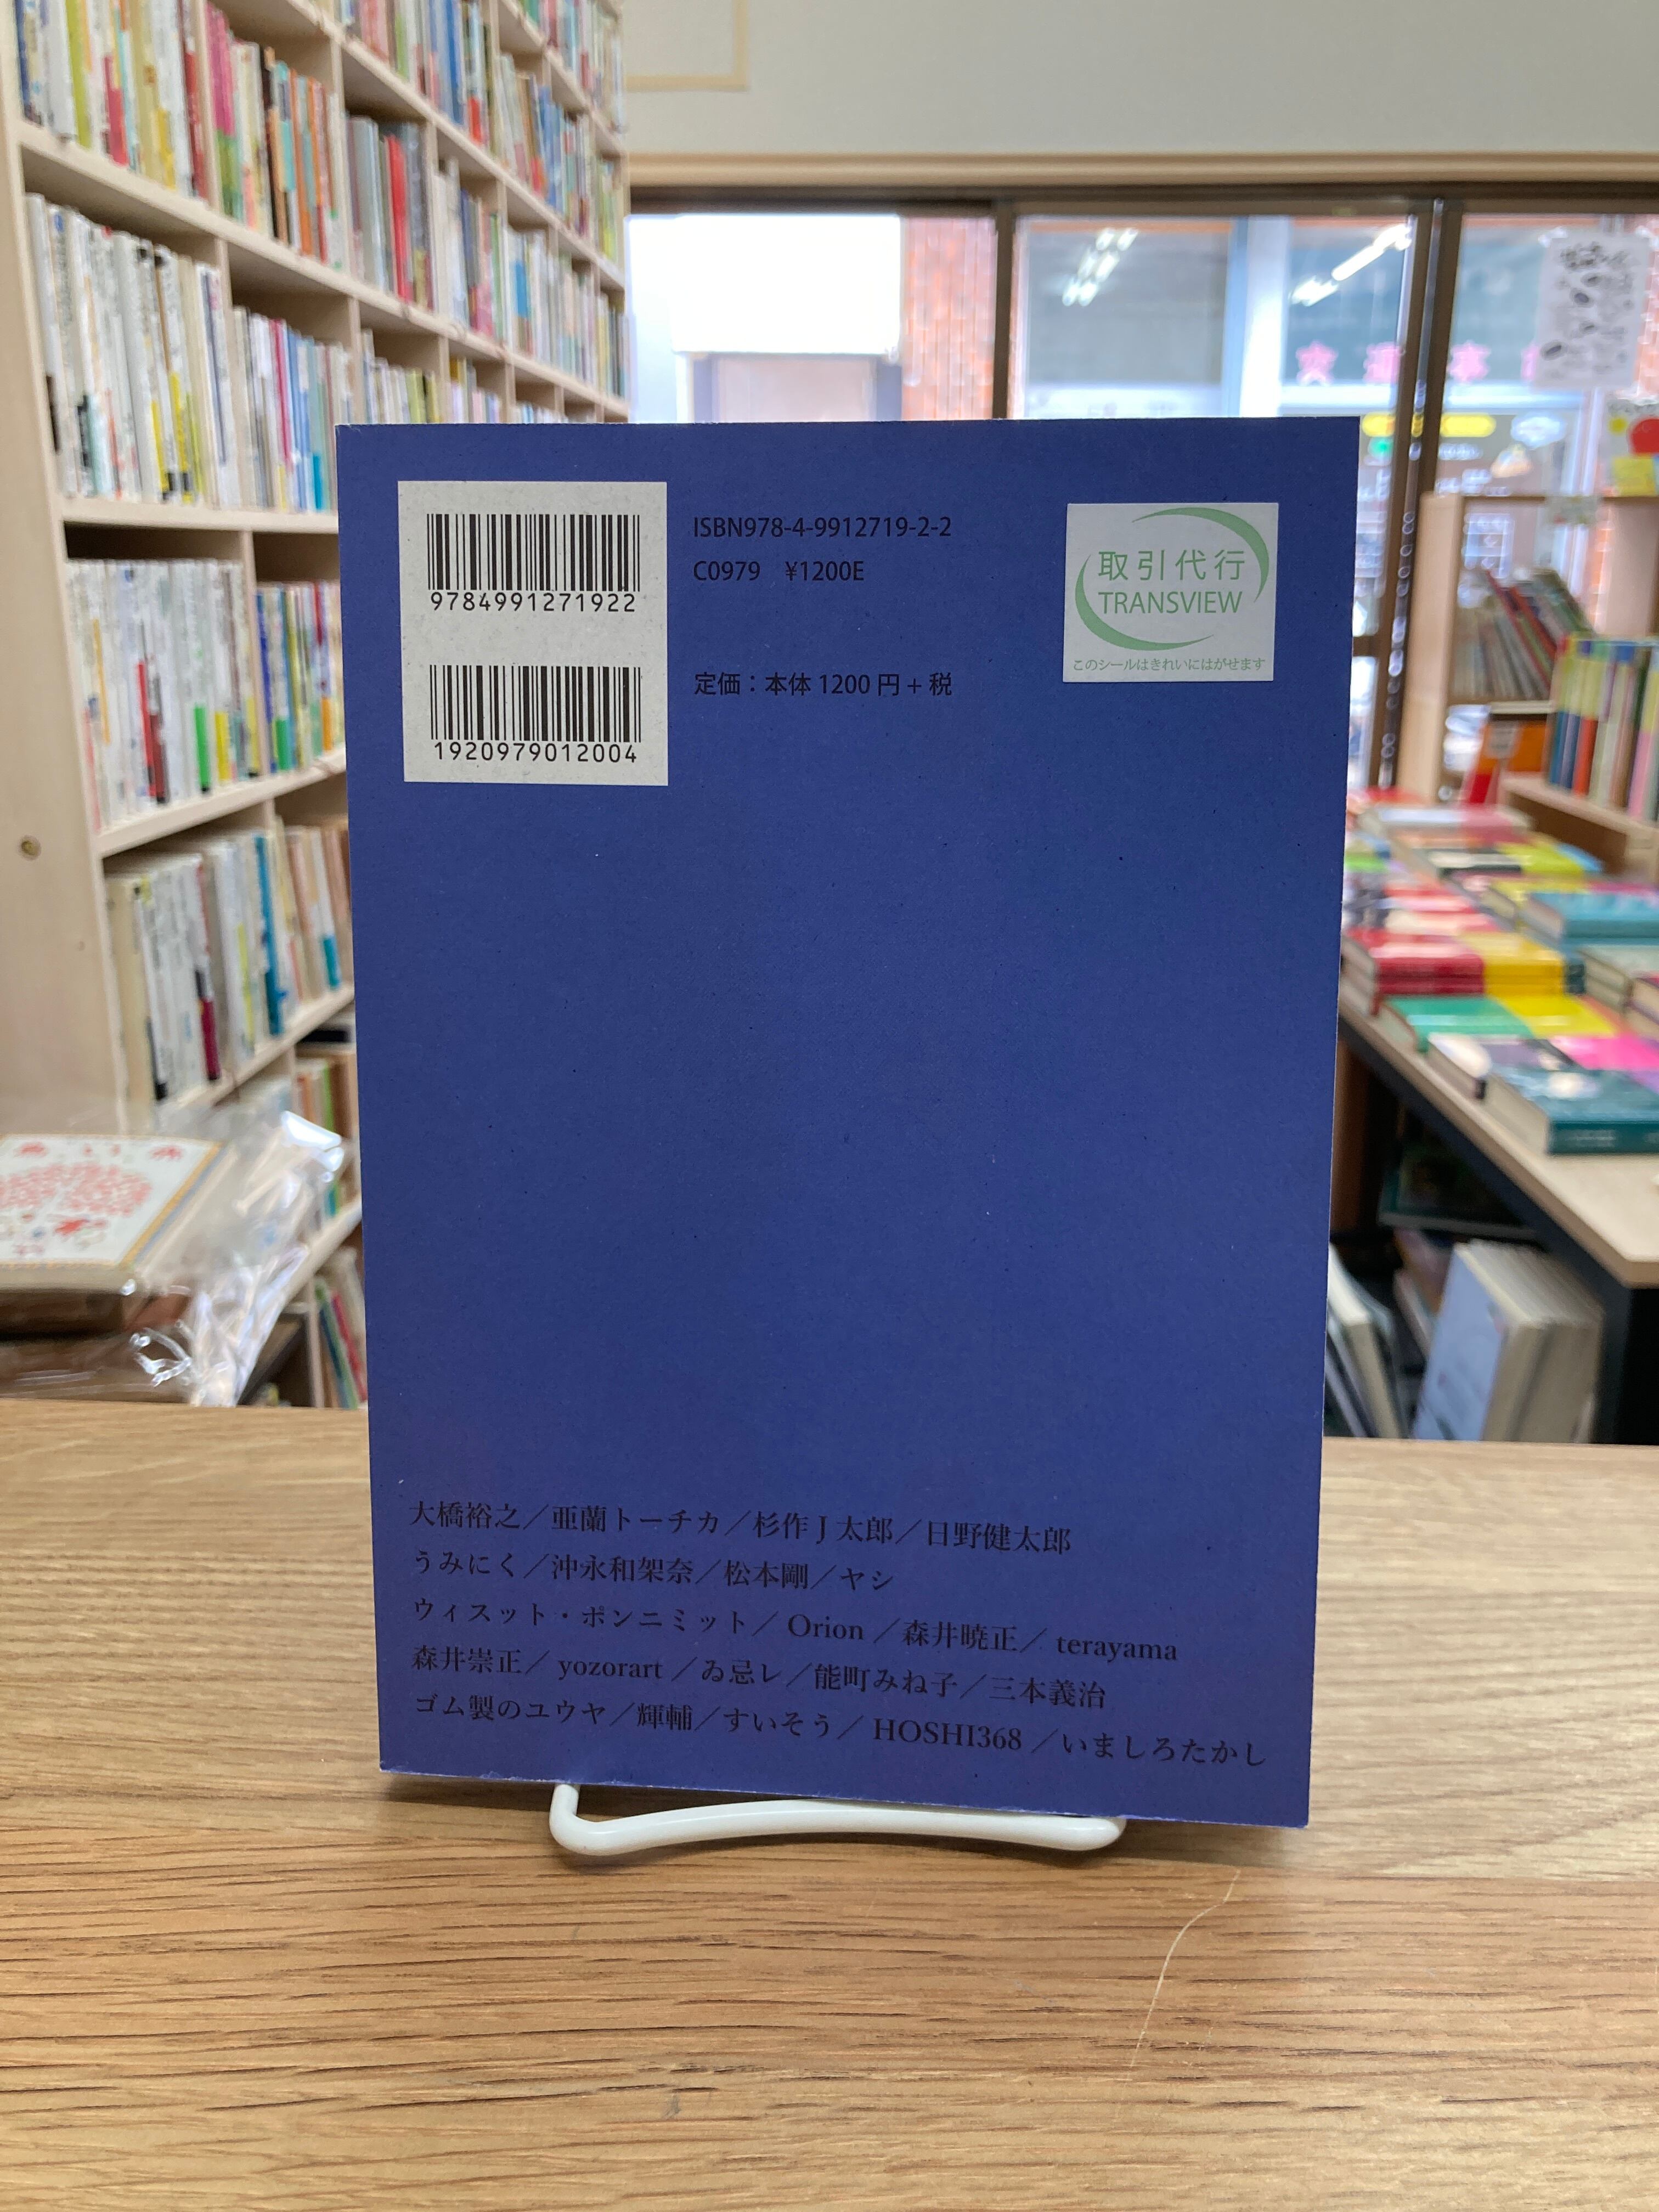 9784991271922
1920979012004
ISBN978-4-9912719-2-2
C0979 ¥1200E
定価：本体1200円+税
取引代行
TRANSVIEW
このシールはきれいにはがせます
大橋裕之／亜蘭トーチカ／杉作J太郎／日野健太郎
うみにく／沖永和架奈／松本剛／ヤシ
ウィスット・ポンニミット／Orion／森井暁正／terayama
森井崇正／yozorart／ゐ忌レ／能町みね子／三本義治
ゴム製のユウヤ／輝輔／すいそう／HOSHI368／いましろたかし